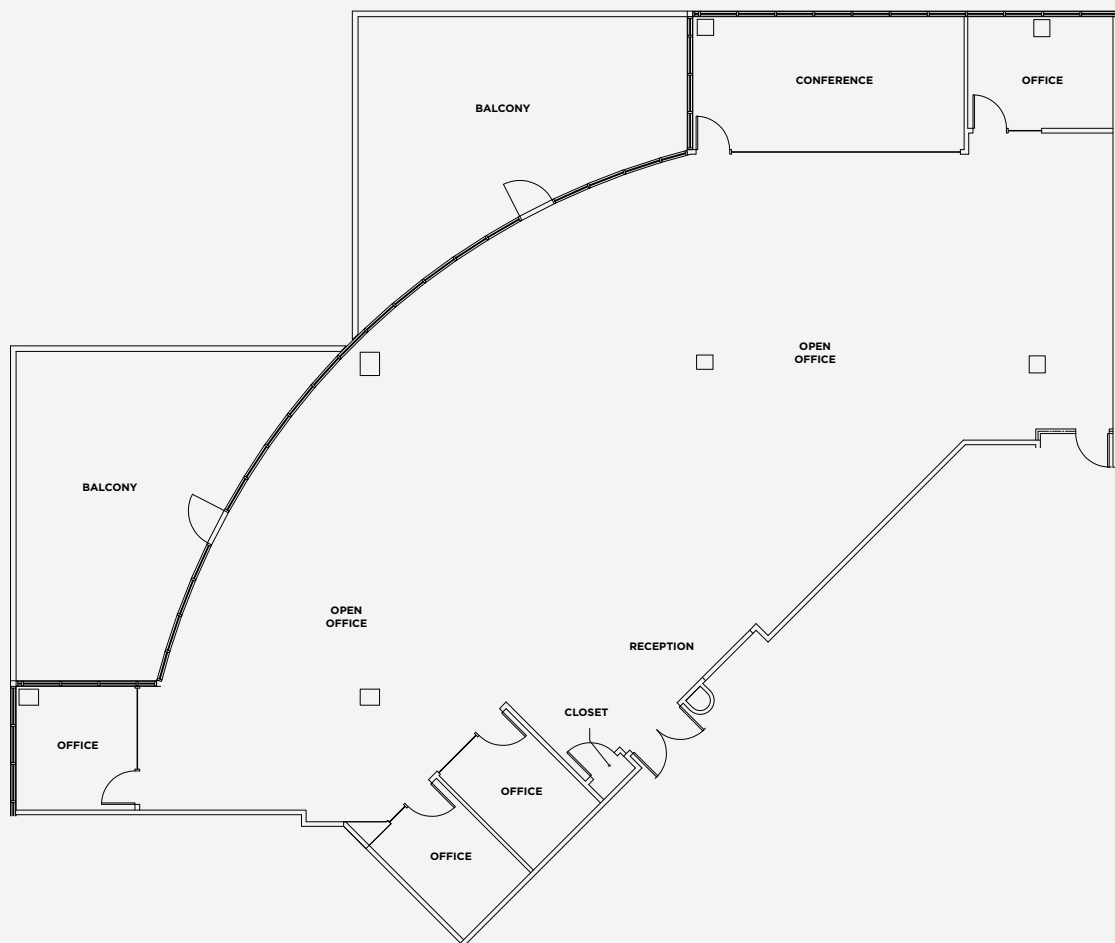 CONFERENCE
OFFICE
BALCONY
OPEN
OFFICE
BALCONY
OPEN
OFFICE
RECEPTION
CLOSET
OFFICE
OFFICE
OFFICE